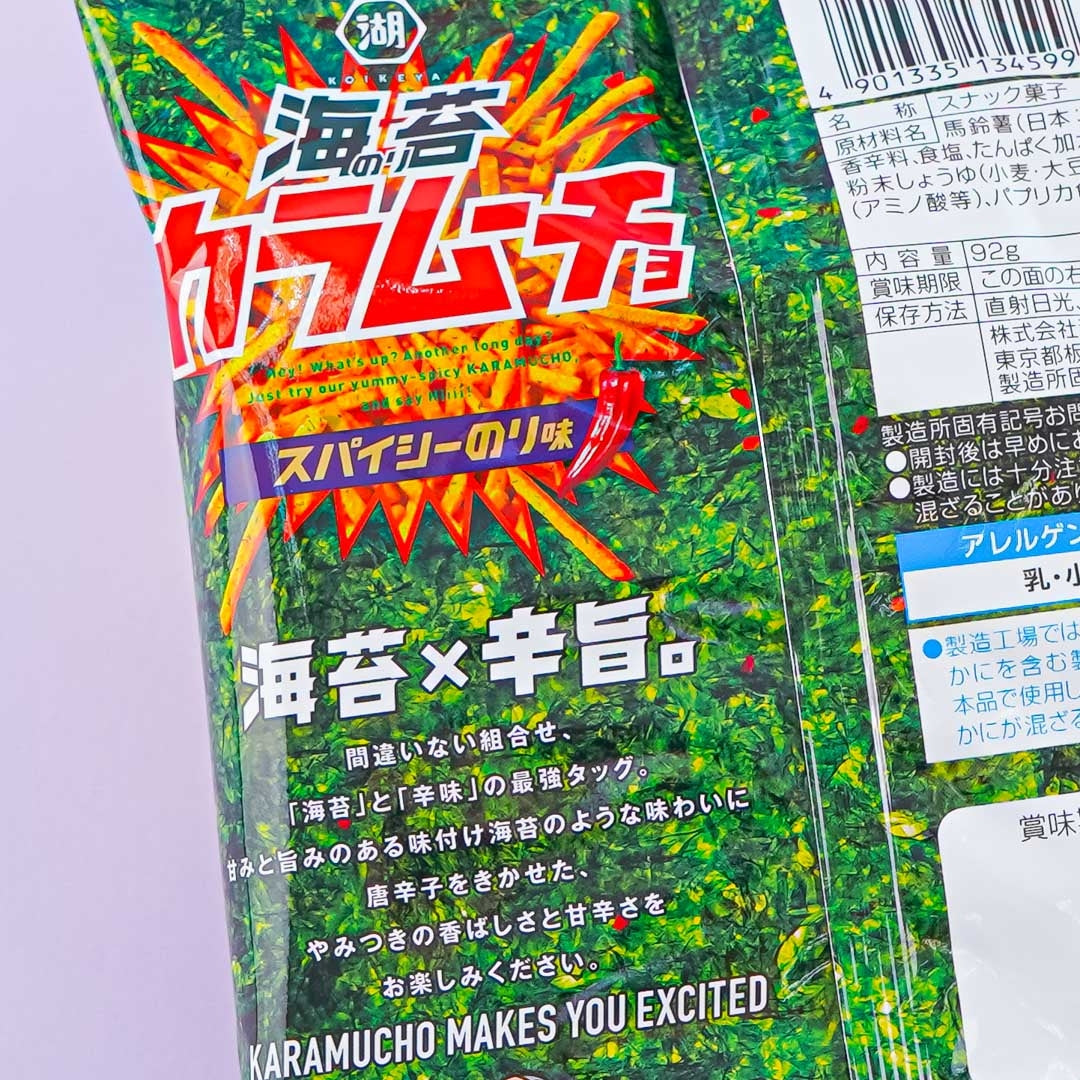 湖
KOIKEYA
海苔
のり
カラムーチョ
Hey! What's up? Another long day?
Just try our yummy-spicy KARAMUCHO,
and say Hiiii!
スパイシーのり味
海苔×辛旨。
間違いない組合せ、
「海苔」と「辛味」の最強タッグ。
甘みと旨みのある味付け海苔のような味わいに
唐辛子をきかせた、
やみつきの香ばしさと甘辛さを
お楽しみください。
KARAMUCHO MAKES YOU EXCITED
4 901335 134599
名 称 スナック菓子
原材料名 馬鈴薯(日本
香辛料、食塩、たんぱく加
粉末しょうゆ(小麦・大豆
(アミノ酸等)、パプリカ
内容量 92g
賞味期限 この面の右
保存方法 直射日光、
株式会社
東京都板
製造所固
製造所固有記号お問
●開封後は早めにお
●製造には十分注
混ざることがあ
アレルゲン
乳・小
●製造工場では
かにを含む製
本品で使用し
かにが混ざる
賞味